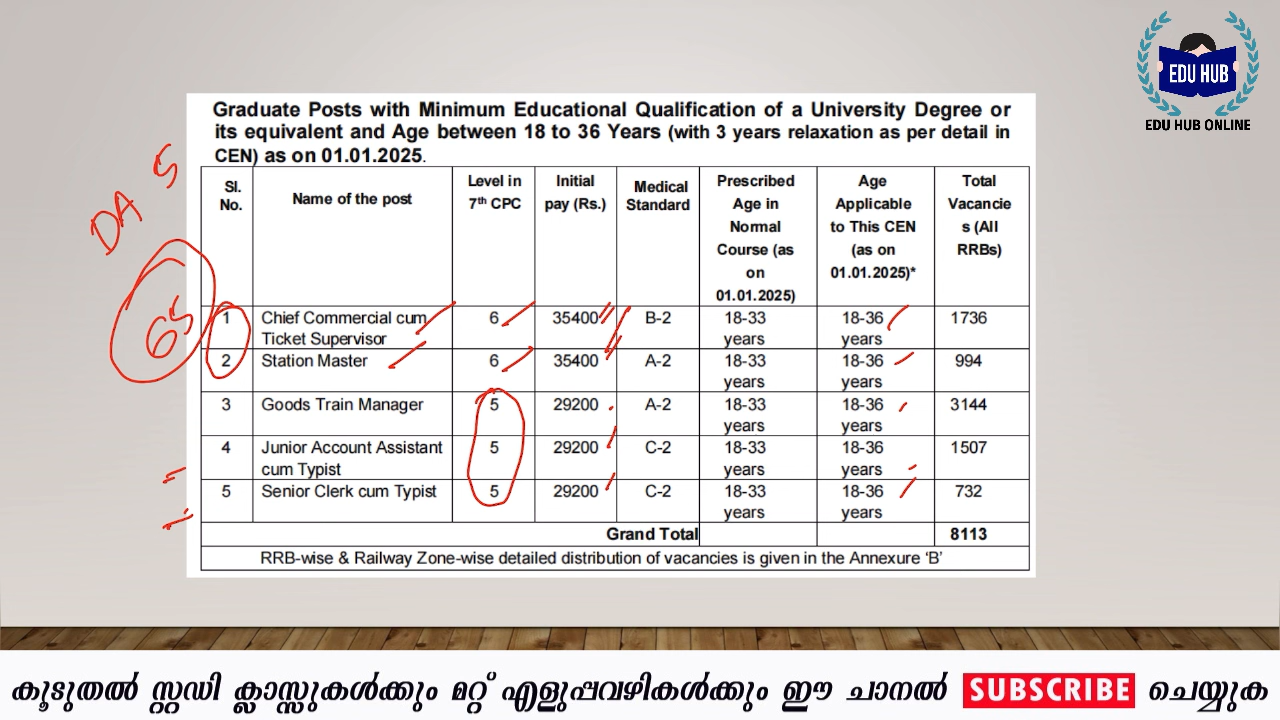 EDU HUB
EDU HUB ONLINE
Graduate Posts with Minimum Educational Qualification of a University Degree or
its equivalent and Age between 18 to 36 Years (with 3 years relaxation as per detail in
CEN) as on 01.01.2025.
Sl. No. Name of the post Level in 7th CPC Initial pay (Rs.) Medical Standard Prescribed Age in Normal Course (as on 01.01.2025) Age Applicable to This CEN (as on 01.01.2025)* Total Vacancie s (All RRBs)
1 Chief Commercial cum Ticket Supervisor 6 35400 B-2 18-33 years 18-36 years 1736
2 Station Master 6 35400 A-2 18-33 years 18-36 years 994
3 Goods Train Manager 5 29200 A-2 18-33 years 18-36 years 3144
4 Junior Account Assistant cum Typist 5 29200 C-2 18-33 years 18-36 years 1507
5 Senior Clerk cum Typist 5 29200 C-2 18-33 years 18-36 years 732
Grand Total 8113
RRB-wise & Railway Zone-wise detailed distribution of vacancies is given in the Annexure ‘B’
DA 5
65
കൂടുതൽ സ്റ്റഡി ക്ലാസ്സുകൾക്കും മറ്റ് എളുപ്പവഴികൾക്കും ഈ ചാനൽ SUBSCRIBE ചെയ്യുക